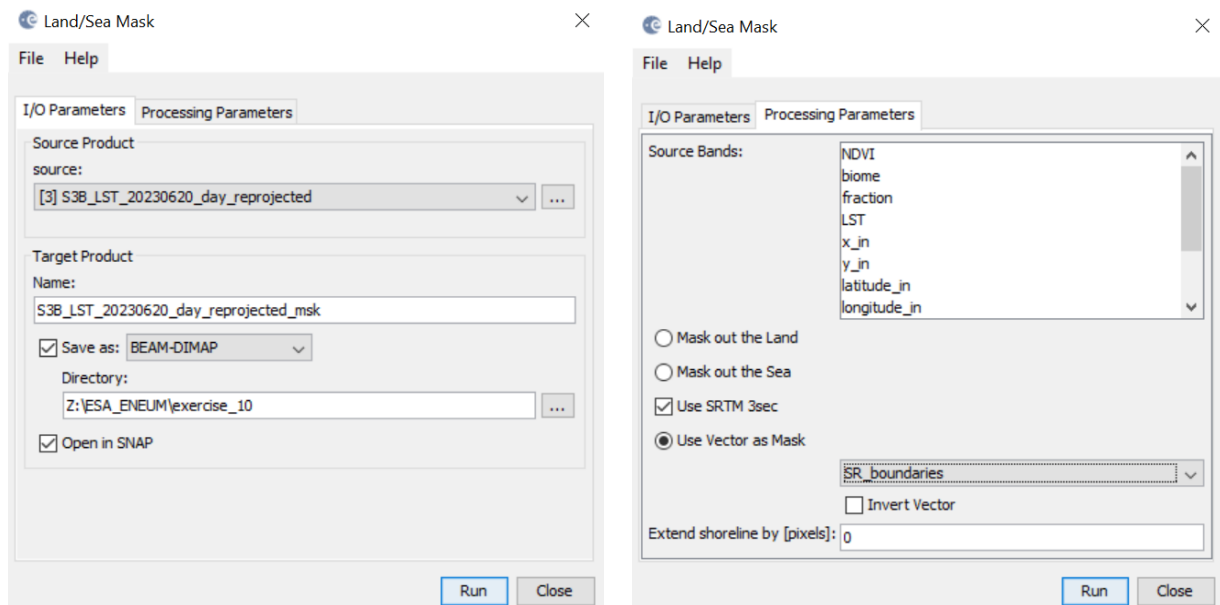 Land/Sea Mask
File Help
I/O Parameters Processing Parameters
Source Product
source:
[3] S3B_LST_20230620_day_reprojected
...
Target Product
Name:
S3B_LST_20230620_day_reprojected_msk
Save as: BEAM-DIMAP
Directory:
Z:\ESA_ENEUM\exercise_10
...
Open in SNAP
Run Close
Land/Sea Mask
File Help
I/O Parameters Processing Parameters
Source Bands:
NDVI
biome
fraction
LST
x_in
y_in
latitude_in
longitude_in
Mask out the Land
Mask out the Sea
Use SRTM 3sec
Use Vector as Mask
SR_boundaries
Invert Vector
Extend shoreline by [pixels]: 0
Run Close